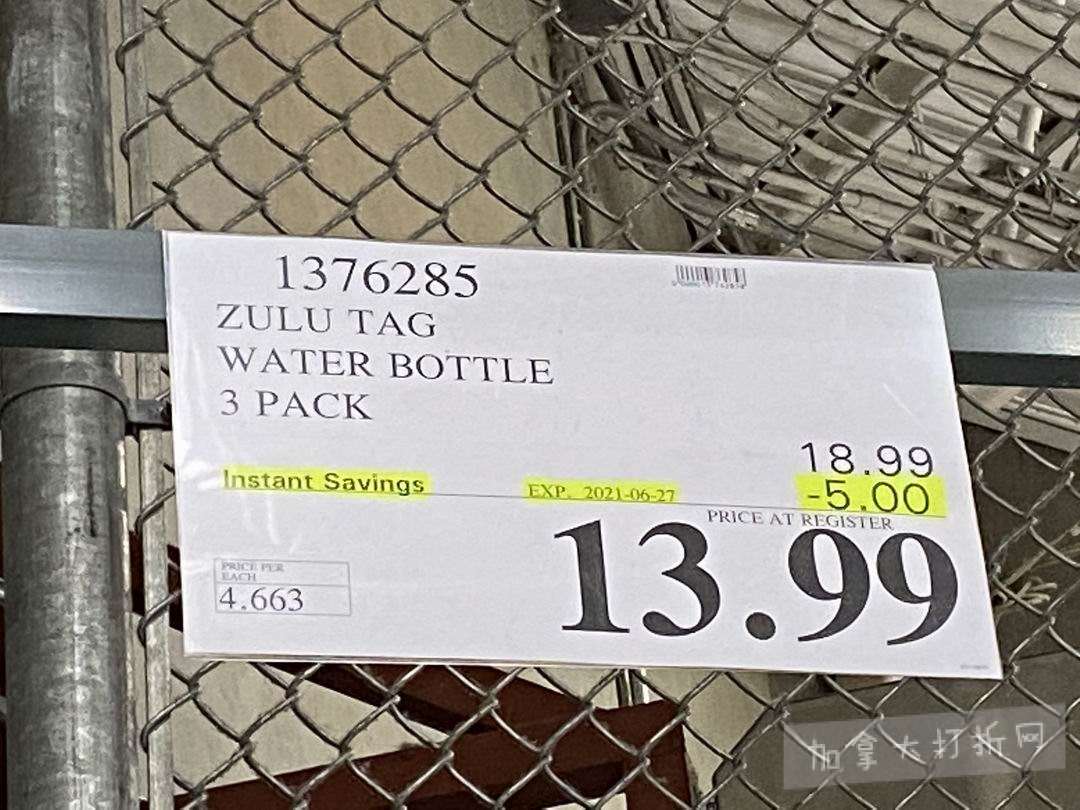 1376285
ZULU TAG
WATER BOTTLE
3 PACK
18.99
Instant Savings EXP. 2021-06-27 -5.00
PRICE AT REGISTER
13.99
PRICE PER
EACH
4.663
加拿大打折网